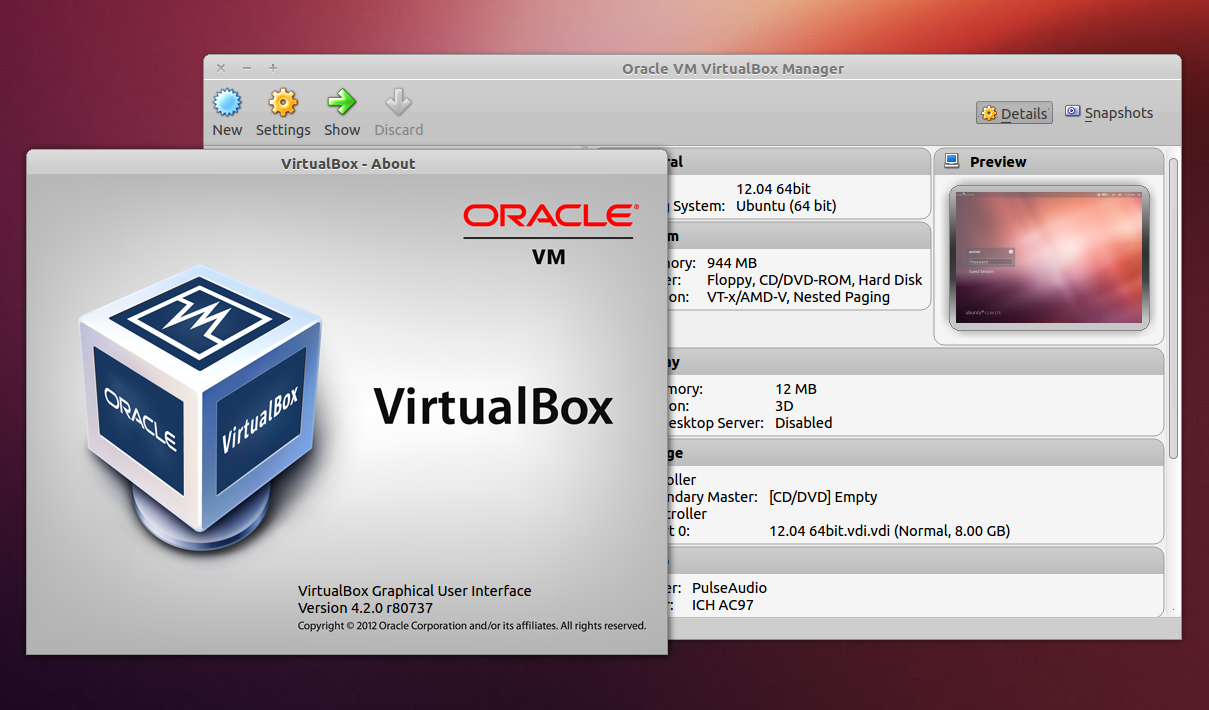 Oracle VM VirtualBox Manager
New Settings Show Discard
Details Snapshots
VirtualBox - About
ORACLE®
VM
ORACLE
VirtualBox
VirtualBox
VirtualBox Graphical User Interface
Version 4.2.0 r80737
Copyright © 2012 Oracle Corporation and/or its affiliates. All rights reserved.
ral
12.04 64bit
System: Ubuntu (64 bit)
m
ory: 944 MB
er: Floppy, CD/DVD-ROM, Hard Disk
on: VT-x/AMD-V, Nested Paging
Preview
ay
mory: 12 MB
on: 3D
esktop Server: Disabled
ge
oller
ndary Master: [CD/DVD] Empty
troller
t 0: 12.04 64bit.vdi.vdi (Normal, 8.00 GB)
er: PulseAudio
r: ICH AC97